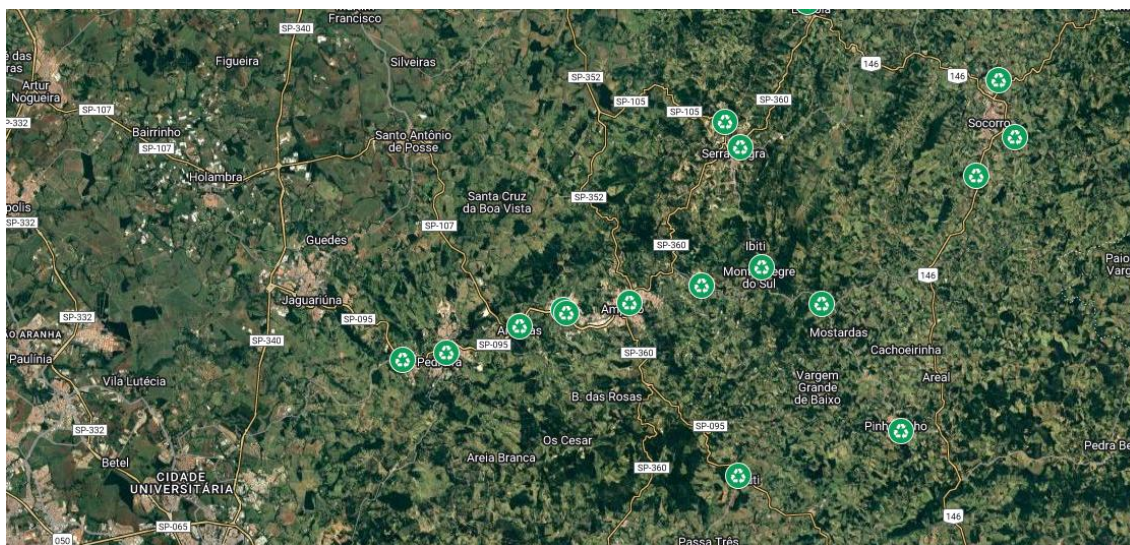 Francisco
SP-340
Figueira
Silveiras
Artur
Nogueira
SP-107
SP-332
Bairrinho
SP-107
Holambra
SP-332
Santo Antônio
de Posse
SP-352
SP-105
SP-105
SP-360
146
146
Socorro
Santa Cruz
da Boa Vista
SP-352
SP-107
SP-360
Guedes
Jaguariúna
SP-095
SP-340
SP-332
Paulínia
Vila Lutécia
SP-332
Betel
CIDADE
UNIVERSITÁRIA
SP-065
050
SP-095
Ibiti
do Sul
Mostardas
Cachoeirinha
146
Areal
Vargem
Grande
de Baixo
SP-360
B. das Rosas
SP-095
Os Cesar
Areia Branca
SP-360
146
Passa Três